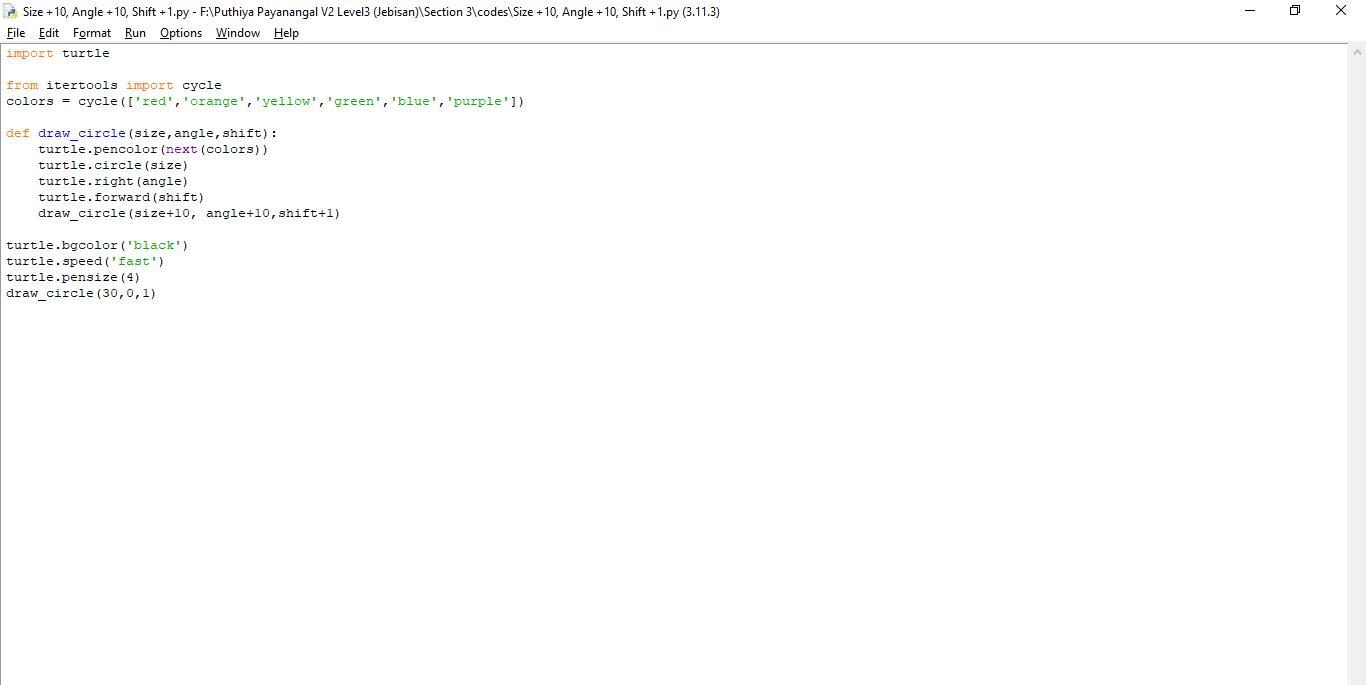 Size +10, Angle +10, Shift +1.py - F:\Puthiya Payanangal V2 Level3 (Jebisan)\Section 3\codes\Size +10, Angle +10, Shift +1.py (3.11.3)
File Edit Format Run Options Window Help
import turtle
from itertools import cycle
colors = cycle(['red','orange','yellow','green','blue','purple'])
def draw_circle(size,angle,shift):
    turtle.pencolor(next(colors))
    turtle.circle(size)
    turtle.right(angle)
    turtle.forward(shift)
    draw_circle(size+10, angle+10,shift+1)
turtle.bgcolor('black')
turtle.speed('fast')
turtle.pensize(4)
draw_circle(30,0,1)